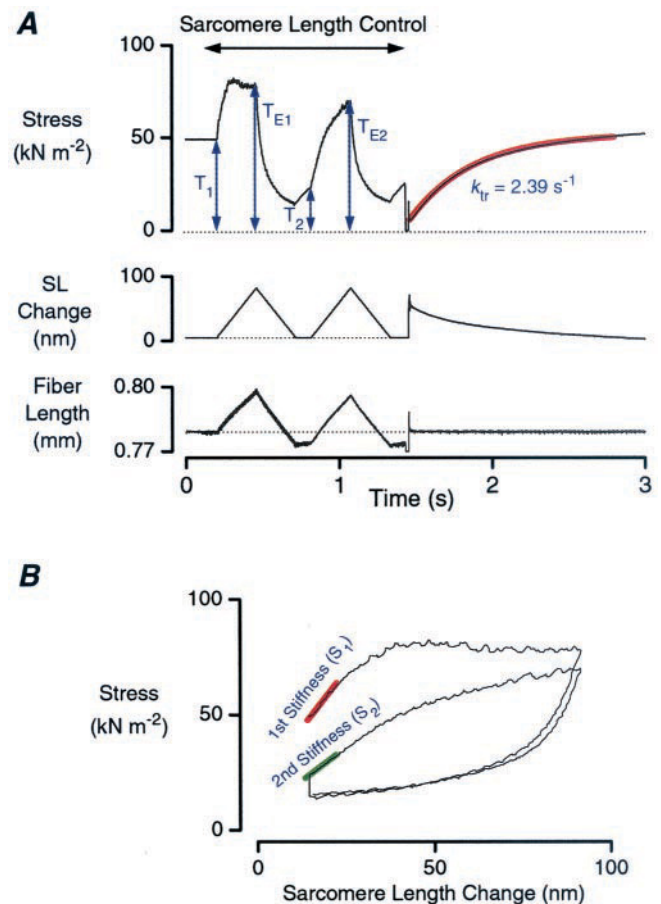 A
Sarcomere Length Control
100
Stress
(kN m-2)
50
0
T1
TE1
T2
TE2
ktr = 2.39 s-1
100
SL
Change
(nm)
0
0.80
Fiber
Length
(mm)
0.77
0
1
2
3
Time (s)
B
100
Stress
(kN m-2)
50
0
1st Stiffness (S1)
2nd Stiffness (S2)
0
50
100
Sarcomere Length Change (nm)